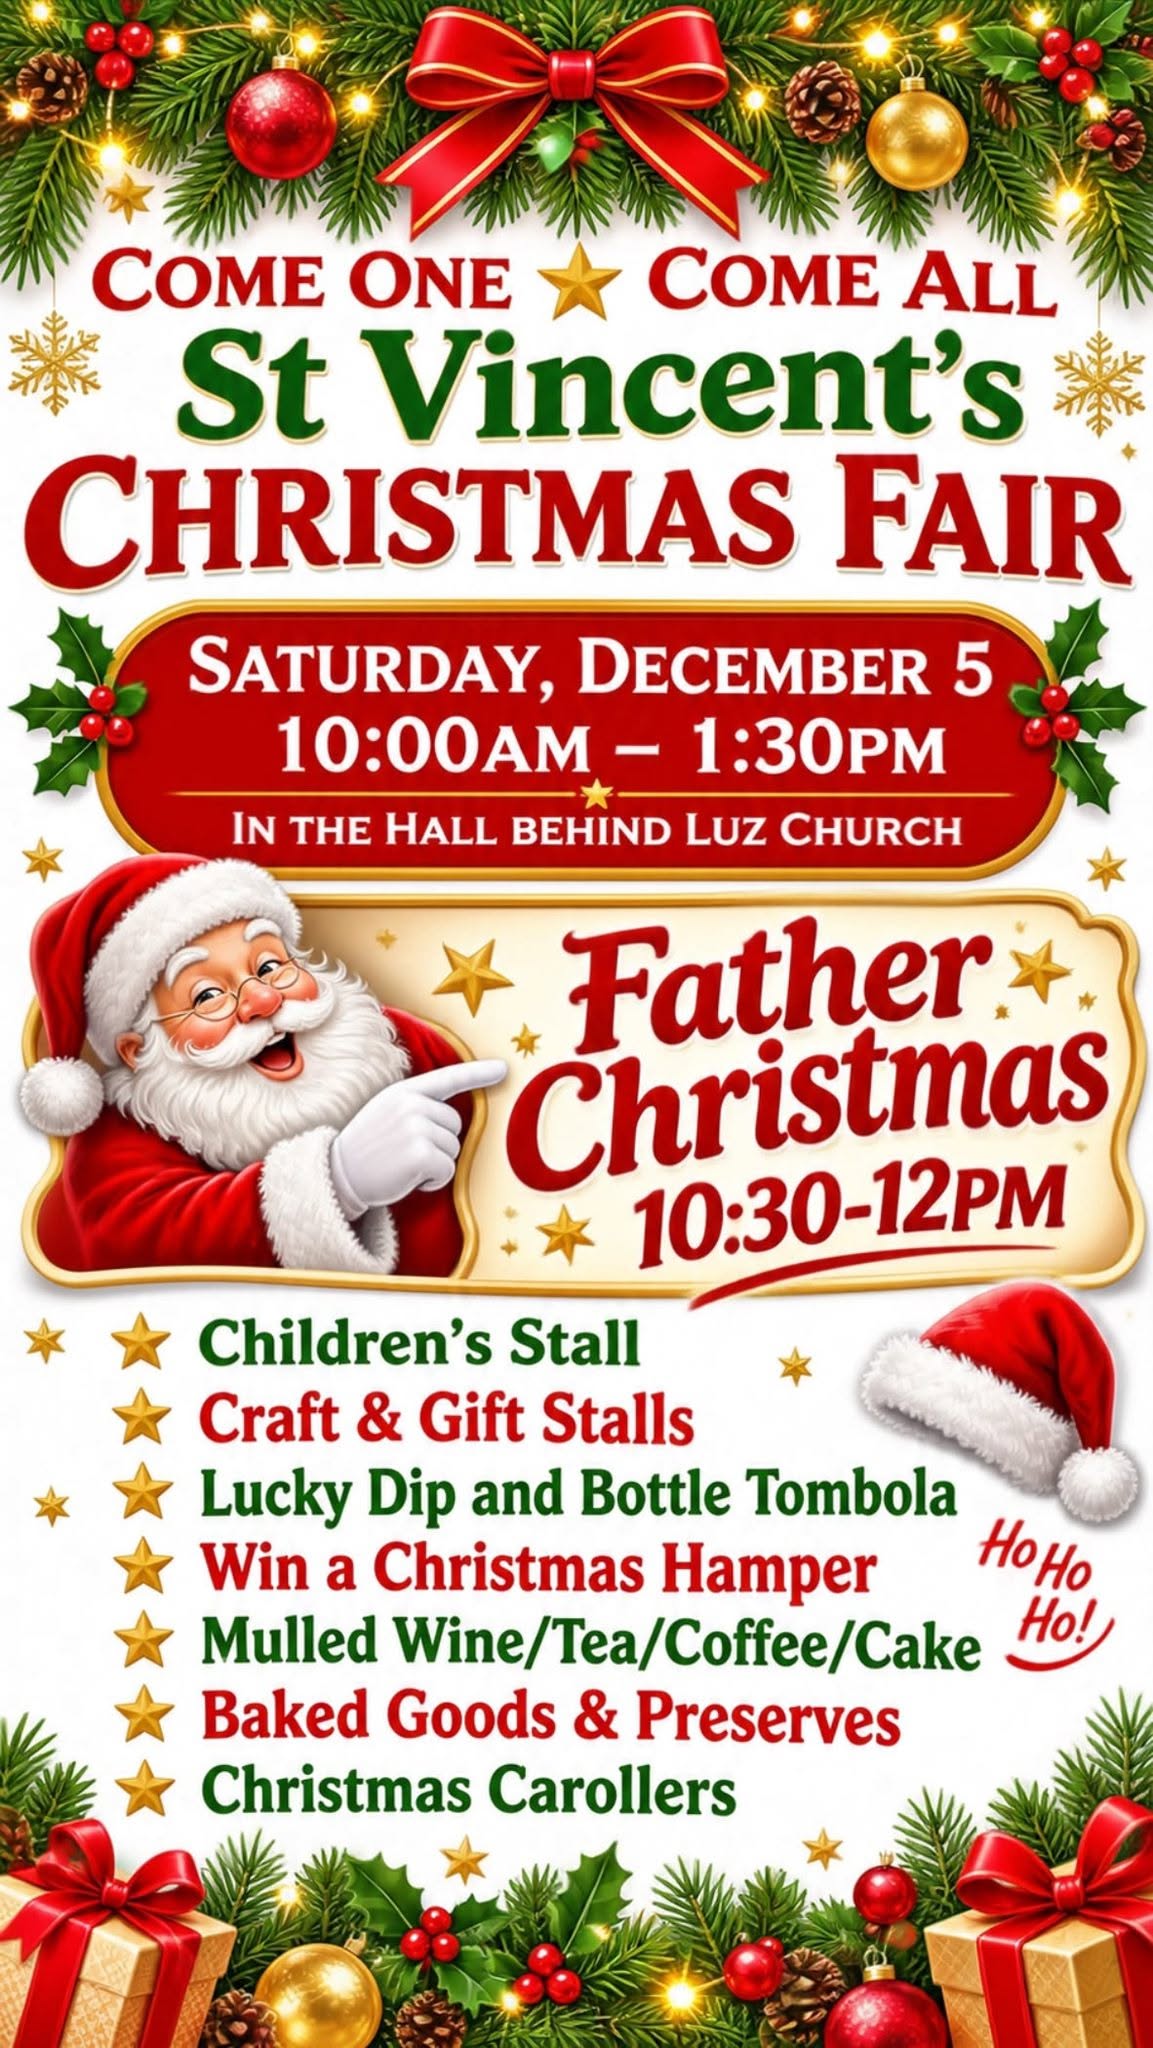 COME ONE COME ALL
St Vincent's
CHRISTMAS FAIR
SATURDAY, DECEMBER 5
10:00AM – 1:30PM
IN THE HALL BEHIND LUZ CHURCH
Father
Christmas
10:30-12PM
Children's Stall
Craft & Gift Stalls
Lucky Dip and Bottle Tombola
Win a Christmas Hamper
Mulled Wine/Tea/Coffee/Cake
Baked Goods & Preserves
Christmas Carollers
Ho Ho
Ho!